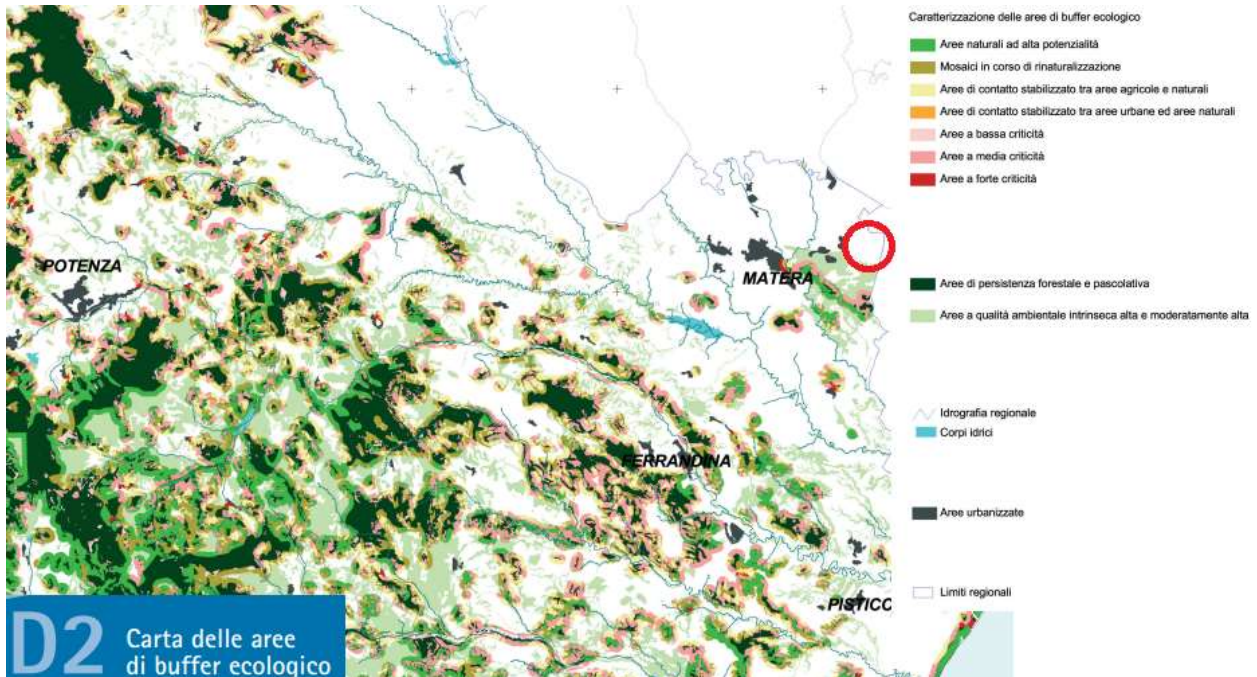 Caratterizzazione delle aree di buffer ecologico
Aree naturali ad alta potenzialità
Mosaici in corso di rinaturalizzazione
Aree di contatto stabilizzato tra aree agricole e naturali
Aree di contatto stabilizzato tra aree urbane ed aree naturali
Aree a bassa criticità
Aree a media criticità
Aree a forte criticità
POTENZA
MATERA
Aree di persistenza forestale e pascolativa
Aree a qualità ambientale intrinseca alta e moderatamente alta
Idrografia regionale
Corpi idrici
FERRANDINA
Aree urbanizzate
Limiti regionali
PISTICC
D2 Carta delle aree
di buffer ecologico